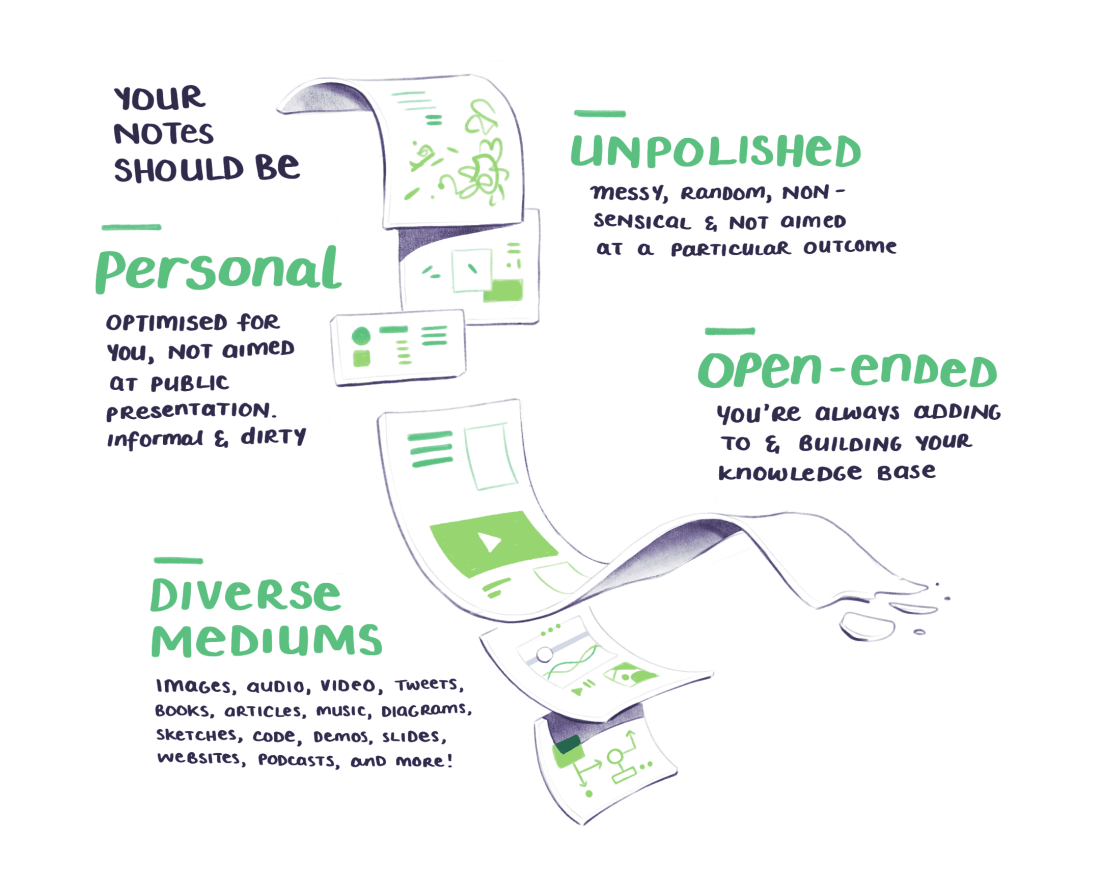 YOUR
NOTES
SHOULD BE
Personal
OPTIMISED FOR
YOU, NOT AIMED
AT PUBLIC
PRESENTATION.
Informal & DIRTY
UNPOLISHED
MESSY, RANDOM, NON-
SENSICAL & NOT AIMED
AT A PARTICULAR OUTCOME
OPEN-ENDED
YOU'RE ALWAYS ADDING
TO & BUILDING YOUR
KNOWLEDGE BASE
DIVERSE
MEDIUMS
IMAGES, AUDIO, VIDEO, TWEETS,
BOOKS, ARTICLES, MUSIC, DIAGRAMS,
SKETCHES, CODE, DEMOS, SLIDES,
WEBSITES, PODCASTS, AND MORE!